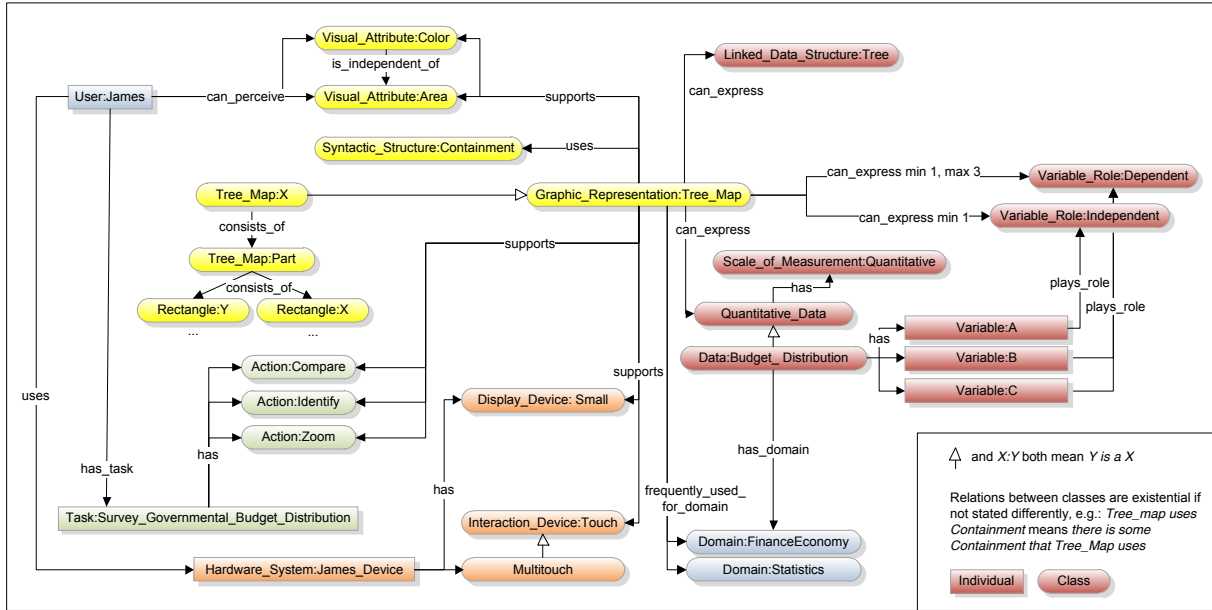 Visual_Attribute:Color
is_independent_of
Visual_Attribute:Area
User:James
can_perceive
supports
Linked_Data_Structure:Tree
can_express
Syntactic_Structure:Containment
uses
Tree_Map:X
Graphic_Representation:Tree_Map
can_express min 1, max 3
Variable_Role:Dependent
can_express min 1
Variable_Role:Independent
consists_of
can_express
supports
Tree_Map:Part
Scale_of_Measurement:Quantitative
consists_of
has
plays_role
Rectangle:Y
Rectangle:X
Quantitative_Data
plays_role
...
...
Variable:A
has
Data:Budget_ Distribution
Variable:B
Action:Compare
supports
Variable:C
uses
Action:Identify
Display_Device: Small
Action:Zoom
has
has_domain
has_task
has
frequently_used_
for_domain
Task:Survey_Governmental_Budget_Distribution
Interaction_Device:Touch
Domain:FinanceEconomy
Hardware_System:James_Device
Multitouch
Domain:Statistics
and X:Y both mean Y is a X
Relations between classes are existential if
not stated differently, e.g.: Tree_map uses
Containment means there is some
Containment that Tree_Map uses
Individual
Class